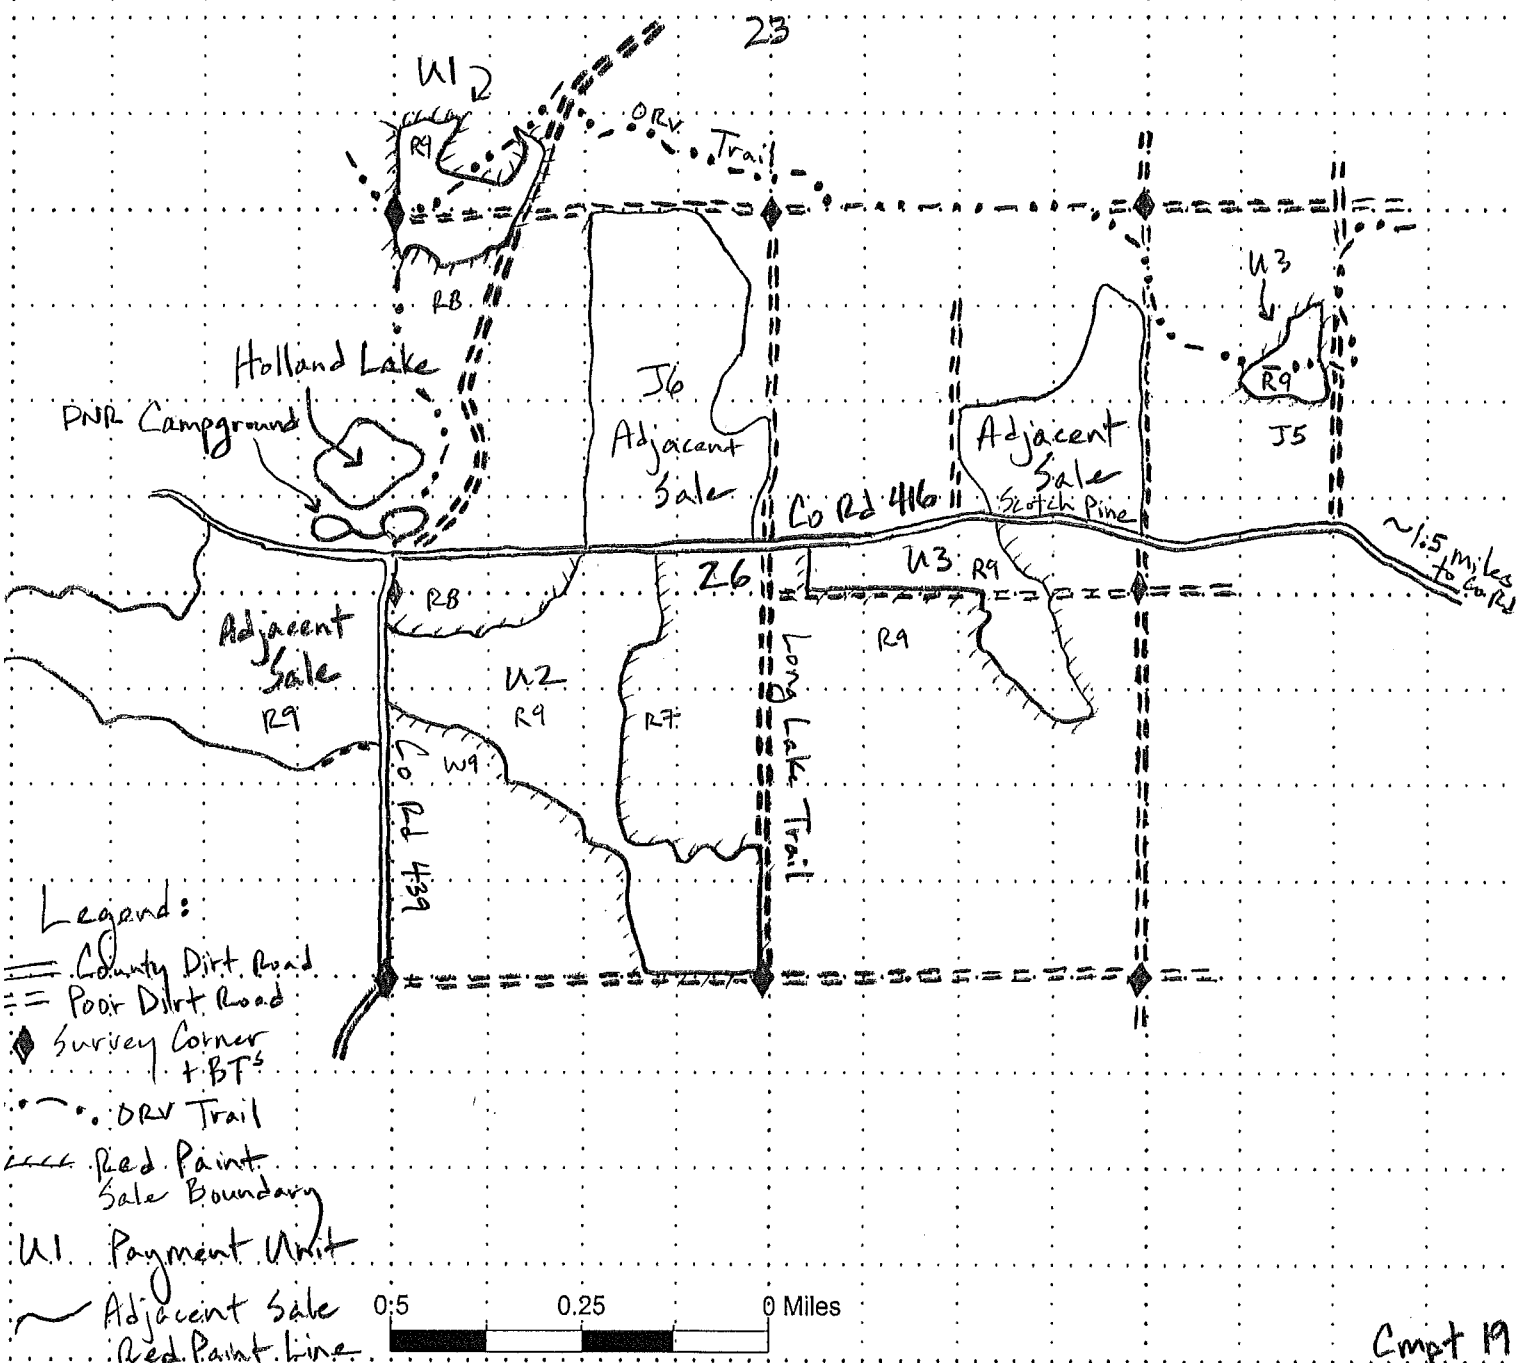 23
U1
R9
ORV
Trail
R8
U3
R9
J5
Holland Lake
DNR Campground
J6
Adjacent
Sale
Adjacent
Sale
Scotch Pine
Co Rd 416
~1.5 miles
to Co Rd
U3
R9
26
R8
R9
Adjacent
Sale
R9
U2
R9
R7
W9
Long Lake Trail
Co Rd 439
Legend:
County Dirt Road
Poor Dirt Road
Survey Corner
+ BTs
ORV Trail
Red Paint
Sale Boundary
U1 Payment Unit
Adjacent Sale
Red Paint Line
0.5 0.25 0 Miles
Cmpt 19